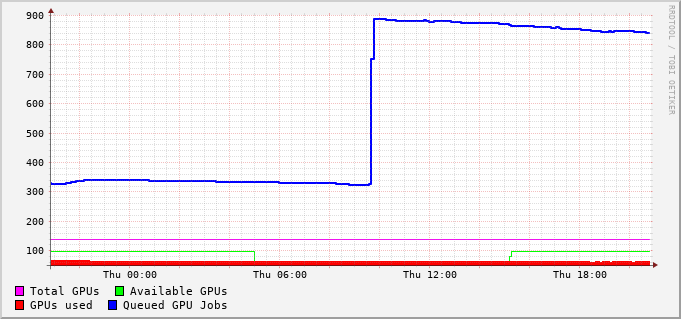 900
800
700
600
500
400
300
200
100
Thu 00:00 Thu 06:00 Thu 12:00 Thu 18:00
Total GPUs Available GPUs
GPUs used Queued GPU Jobs
RRDTOOL / TOBI OETIKER